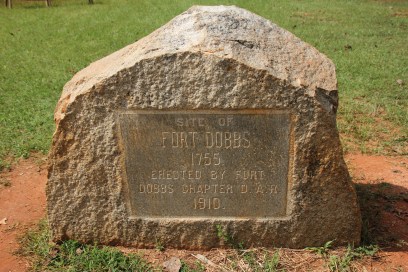 SITE OF
FORT DOBBS
1755.
ERECTED BY FORT
DOBBS CHAPTER D A R
1910.